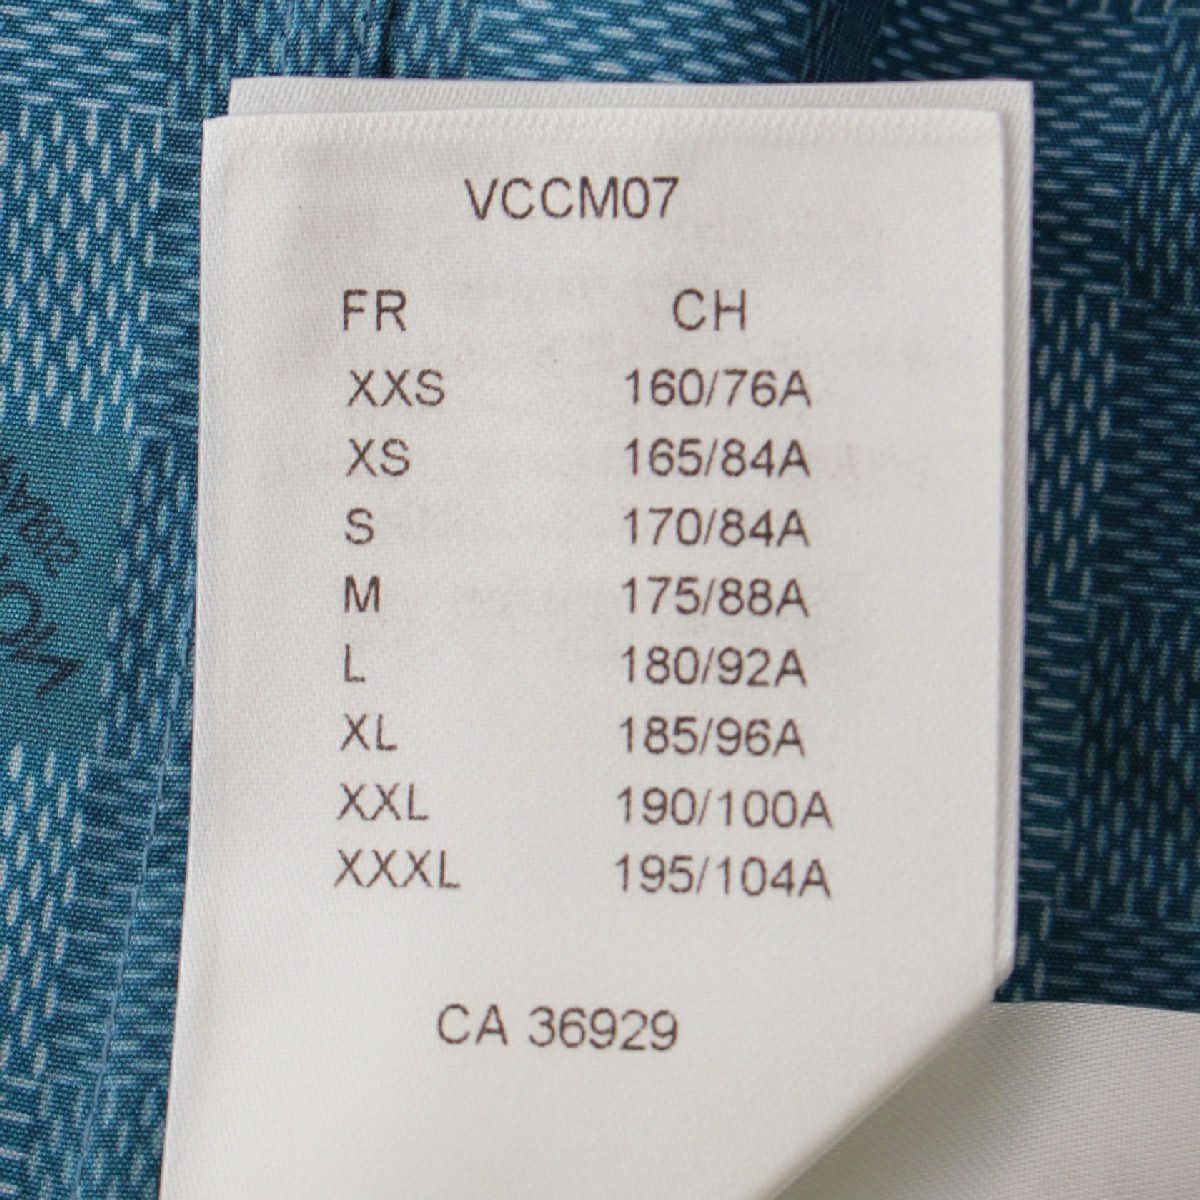 VCCM07
FR CH
XXS 160/76A
XS 165/84A
S 170/84A
M 175/88A
L 180/92A
XL 185/96A
XXL 190/100A
XXXL 195/104A
CA 36929